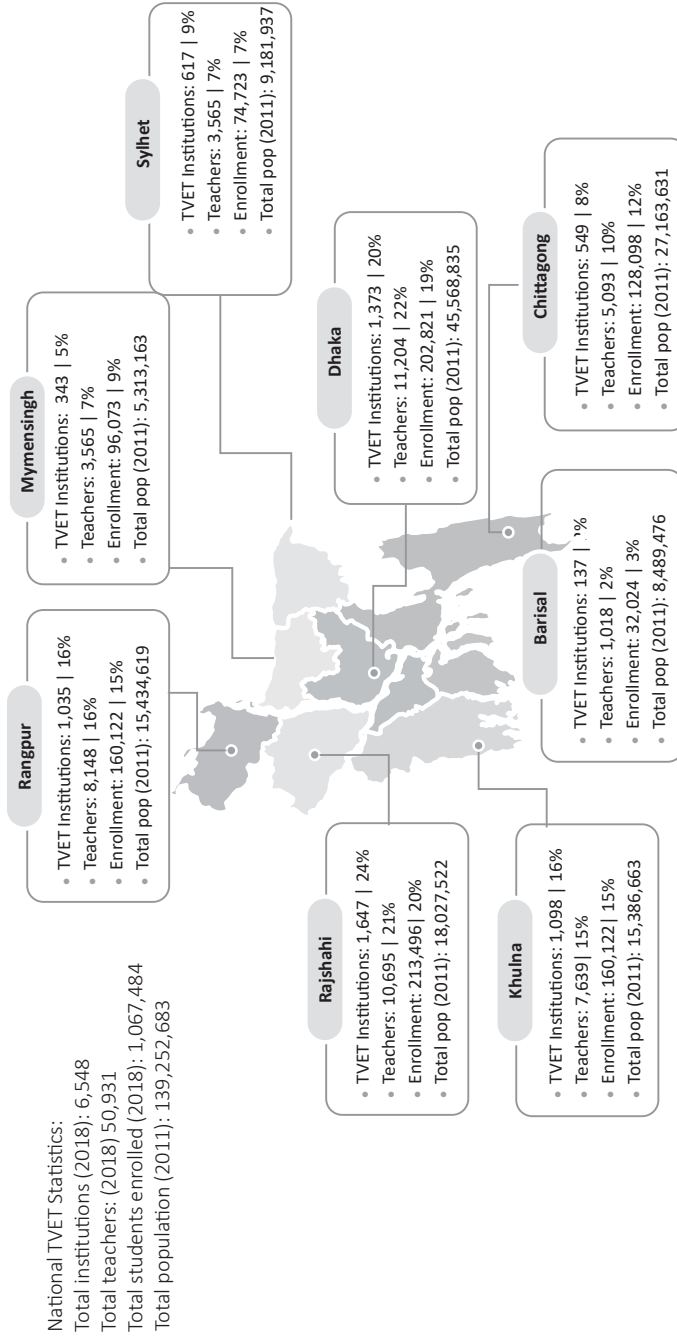 National TVET Statistics:
Total institutions (2018): 6,548
Total teachers: (2018) 50,931
Total students enrolled (2018): 1,067,484
Total population (2011): 139,252,683
Rangpur
• TVET Institutions: 1,035 | 16%
• Teachers: 8,148 | 16%
• Enrollment: 160,122 | 15%
• Total pop (2011): 15,434,619
Mymensingh
• TVET Institutions: 343 | 5%
• Teachers: 3,565 | 7%
• Enrollment: 96,073 | 9%
• Total pop (2011): 5,313,163
Sylhet
• TVET Institutions: 617 | 9%
• Teachers: 3,565 | 7%
• Enrollment: 74,723 | 7%
• Total pop (2011): 9,181,937
Rajshahi
• TVET Institutions: 1,647 | 24%
• Teachers: 10,695 | 21%
• Enrollment: 213,496| 20%
• Total pop (2011): 18,027,522
Dhaka
• TVET Institutions: 1,373 | 20%
• Teachers: 11,204 | 22%
• Enrollment: 202,821 | 19%
• Total pop (2011): 45,568,835
Khulna
• TVET Institutions: 1,098 | 16%
• Teachers: 7,639| 15%
• Enrollment: 160,122| 15%
• Total pop (2011): 15,386,663
Barisal
• TVET Institutions: 137 |
• Teachers: 1,018 | 2%
• Enrollment: 32,024 | 3%
• Total pop (2011): 8,489,476
Chittagong
• TVET Institutions: 549 | 8%
• Teachers: 5,093 | 10%
• Enrollment: 128,098 | 12%
• Total pop (2011): 27,163,631